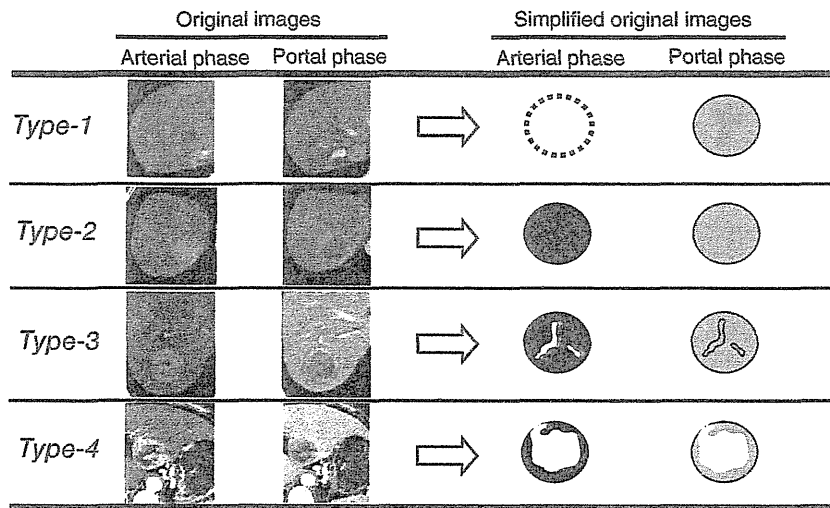 Original images Simplified original images
Arterial phase Portal phase Arterial phase Portal phase
Type-1
Type-2
Type-3
Type-4